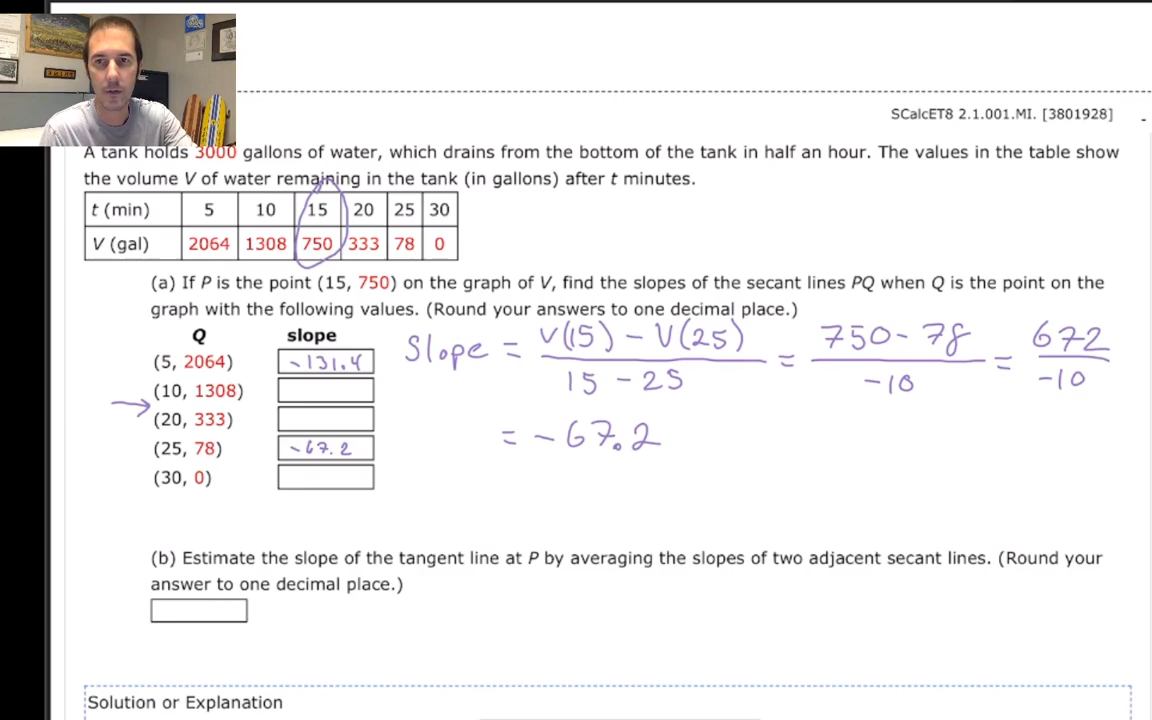 SCalcET8 2.1.001.MI. [3801928]
A tank holds 3000 gallons of water, which drains from the bottom of the tank in half an hour. The values in the table show
the volume V of water remaining in the tank (in gallons) after t minutes.
t (min) 5 10 15 20 25 30
V (gal) 2064 1308 750 333 78 0
(a) If P is the point (15, 750) on the graph of V, find the slopes of the secant lines PQ when Q is the point on the
graph with the following values. (Round your answers to one decimal place.)
Q slope
(5, 2064) -131.4
(10, 1308)
(20, 333)
(25, 78) -67.2
(30, 0)
Slope = V(15) - V(25) / 15 - 25 = 750 - 78 / -10 = 672 / -10
= -67.2
(b) Estimate the slope of the tangent line at P by averaging the slopes of two adjacent secant lines. (Round your
answer to one decimal place.)
Solution or Explanation